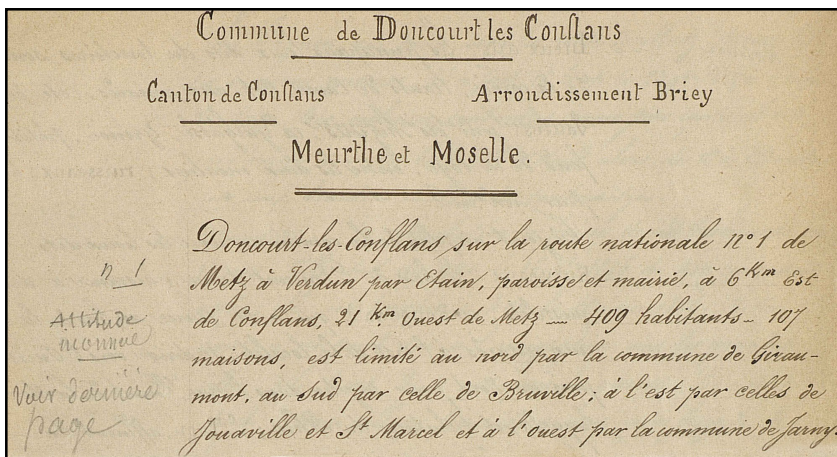 Commune de Doncourt les Conflans
Canton de Conflans
Arrondissement Briey
Meurthe et Moselle.
Doncourt-les-Conflans sur la route nationale n° 1 de
Metz à Verdun par Etain, paroisse et mairie, à 6 Km Est
de Conflans, 21 Km Ouest de Metz — 409 habitants - 107
maisons, est limité au nord par la commune de Girau-
mont, au Sud par celle de Bruville; à l'est par celles de
Jouaville et St Marcel et à l'ouest par la commune de Jarny.
n 1
Altitude
inconnue
Voir dernière
page